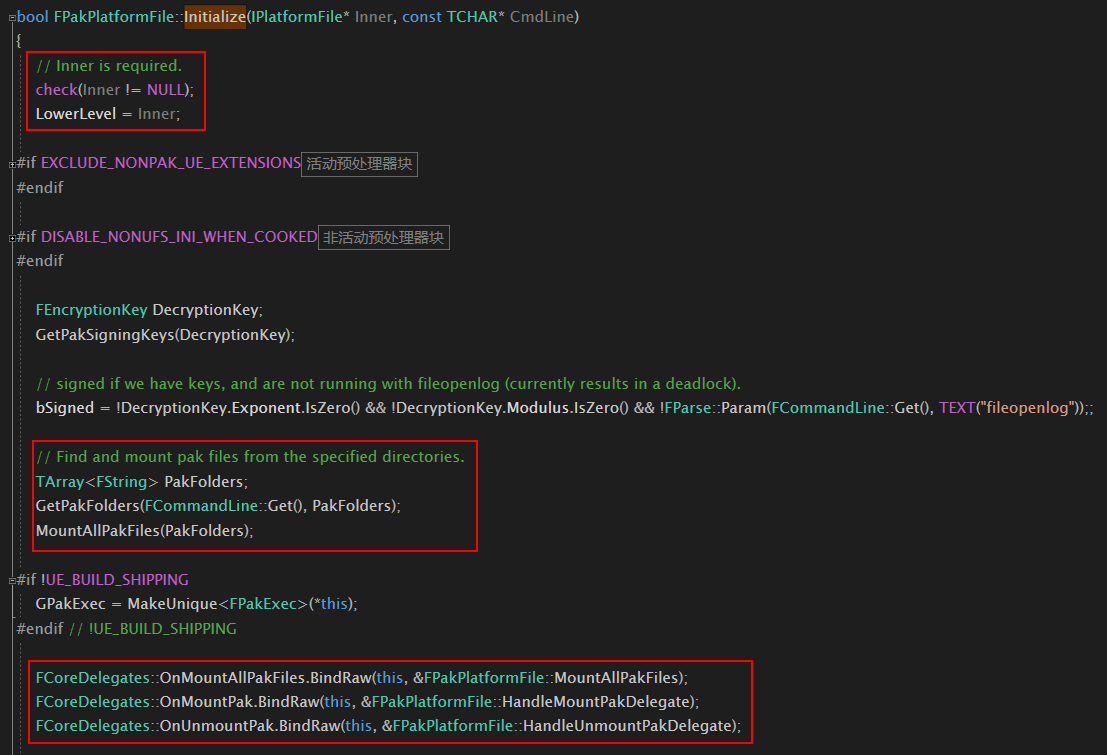 bool FPakPlatformFile::Initialize(IPlatformFile* Inner, const TCHAR* CmdLine)
{
// Inner is required.
check(Inner != NULL);
LowerLevel = Inner;
#if EXCLUDE_NONPAK_UE_EXTENSIONS 活动预处理器块
#endif
#if DISABLE_NONUFS_INI_WHEN_COOKED 非活动预处理器块
#endif
FEncryptionKey DecryptionKey;
GetPakSigningKeys(DecryptionKey);
// signed if we have keys, and are not running with fileopenlog (currently results in a deadlock).
bSigned = !DecryptionKey.Exponent.IsZero() && !DecryptionKey.Modulus.IsZero() && !FParse::Param(FCommandLine::Get(), TEXT("fileopenlog"));;
// Find and mount pak files from the specified directories.
TArray<FString> PakFolders;
GetPakFolders(FCommandLine::Get(), PakFolders);
MountAllPakFiles(PakFolders);
#if !UE_BUILD_SHIPPING
GPakExec = MakeUnique<FPakExec>(*this);
#endif // !UE_BUILD_SHIPPING
FCoreDelegates::OnMountAllPakFiles.BindRaw(this, &FPakPlatformFile::MountAllPakFiles);
FCoreDelegates::OnMountPak.BindRaw(this, &FPakPlatformFile::HandleMountPakDelegate);
FCoreDelegates::OnUnmountPak.BindRaw(this, &FPakPlatformFile::HandleUnmountPakDelegate);